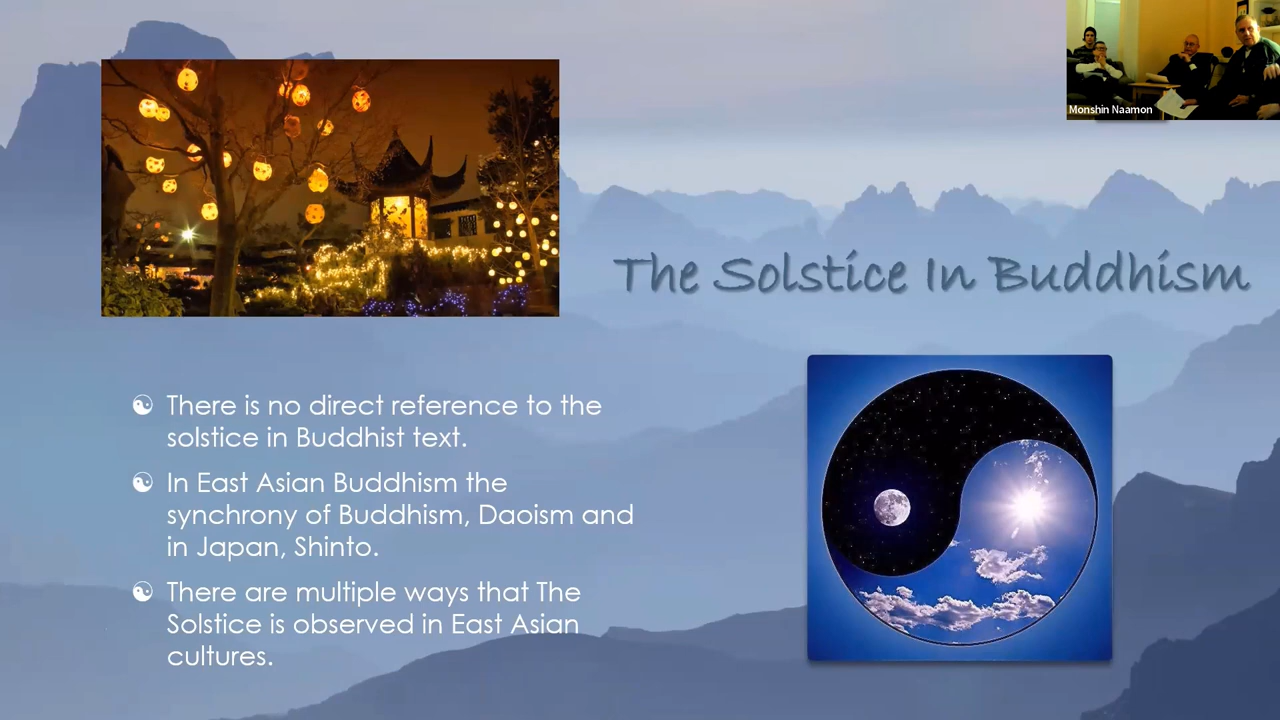 Monshin Naamon
The Solstice In Buddhism
There is no direct reference to the
solstice in Buddhist text.
In East Asian Buddhism the
synchrony of Buddhism, Daoism and
in Japan, Shinto.
There are multiple ways that The
Solstice is observed in East Asian
cultures.